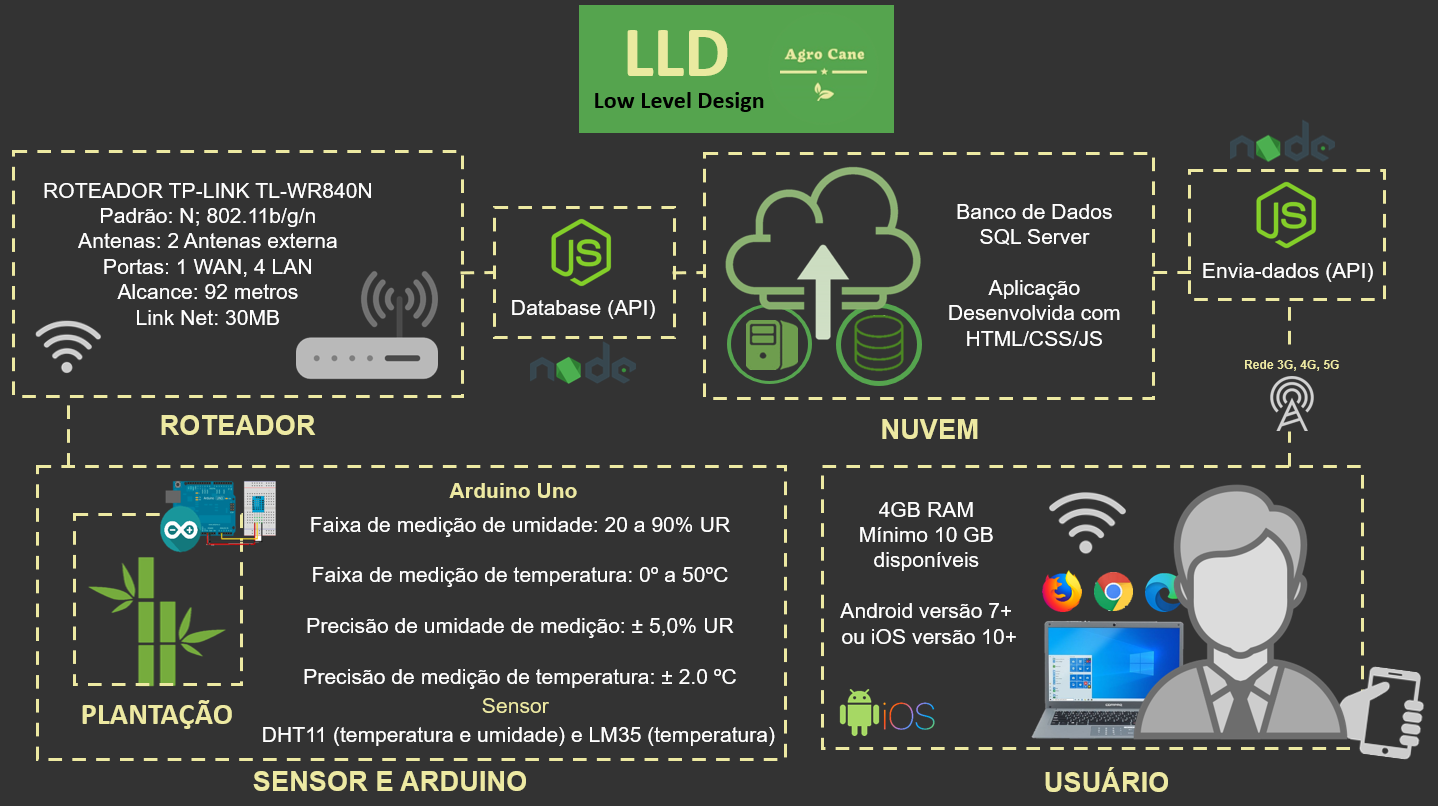 LLD
Low Level Design
Agro Cane
ROTEADOR TP-LINK TL-WR840N
Padrão: N; 802.11b/g/n
Antenas: 2 Antenas externa
Portas: 1 WAN, 4 LAN
Alcance: 92 metros
Link Net: 30MB
ROTEADOR
JS
Database (API)
node
Banco de Dados
SQL Server
Aplicação
Desenvolvida com
HTML/CSS/JS
NUVEM
node
JS
Envia-dados (API)
Rede 3G, 4G, 5G
Arduino Uno
Faixa de medição de umidade: 20 a 90% UR
Faixa de medição de temperatura: 0º a 50ºC
Precisão de umidade de medição: ± 5,0% UR
Precisão de medição de temperatura: ± 2.0 ºC
Sensor
DHT11 (temperatura e umidade) e LM35 (temperatura)
PLANTAÇÃO
SENSOR E ARDUINO
4GB RAM
Mínimo 10 GB
disponíveis
Android versão 7+
ou iOS versão 10+
iOS
USUÁRIO